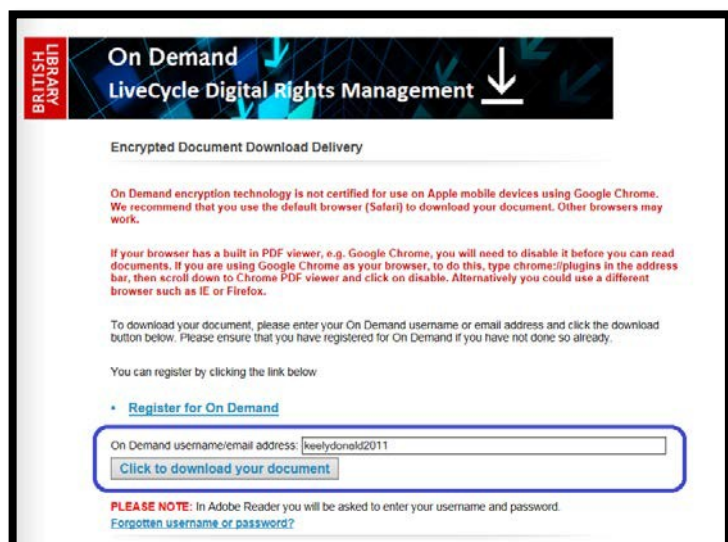 BRITISH
LIBRARY
On Demand
LiveCycle Digital Rights Management
Encrypted Document Download Delivery
On Demand encryption technology is not certified for use on Apple mobile devices using Google Chrome.
We recommend that you use the default browser (Safari) to download your document. Other browsers may
work.
If your browser has a built in PDF viewer, e.g. Google Chrome, you will need to disable it before you can read
documents. If you are using Google Chrome as your browser, to do this, type chrome://plugins in the address
bar, then scroll down to Chrome PDF viewer and click on disable. Alternatively you could use a different
browser such as IE or Firefox.
To download your document, please enter your On Demand username or email address and click the download
button below. Please ensure that you have registered for On Demand if you have not done so already.
You can register by clicking the link below
• Register for On Demand
On Demand username/email address: keelydonald2011
Click to download your document
PLEASE NOTE: In Adobe Reader you will be asked to enter your username and password.
Forgotten username or password?